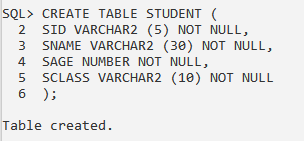 SQL> CREATE TABLE STUDENT (
  2  SID VARCHAR2 (5) NOT NULL,
  3  SNAME VARCHAR2 (30) NOT NULL,
  4  SAGE NUMBER NOT NULL,
  5  SCLASS VARCHAR2 (10) NOT NULL
  6  );
Table created.